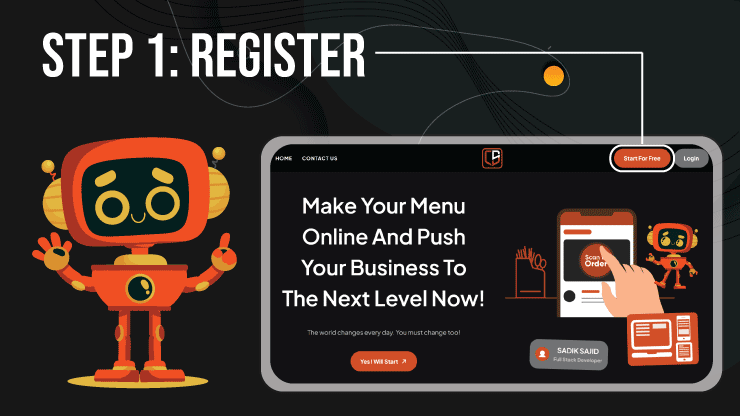 STEP 1: REGISTER
HOME
CONTACT US
Start For Free
Login
Make Your Menu
Online And Push
Your Business To
The Next Level Now!
The world changes every day. You must change too!
Yes I Will Start
Scan
Order
SADIK SAJID
Full Stack Developer